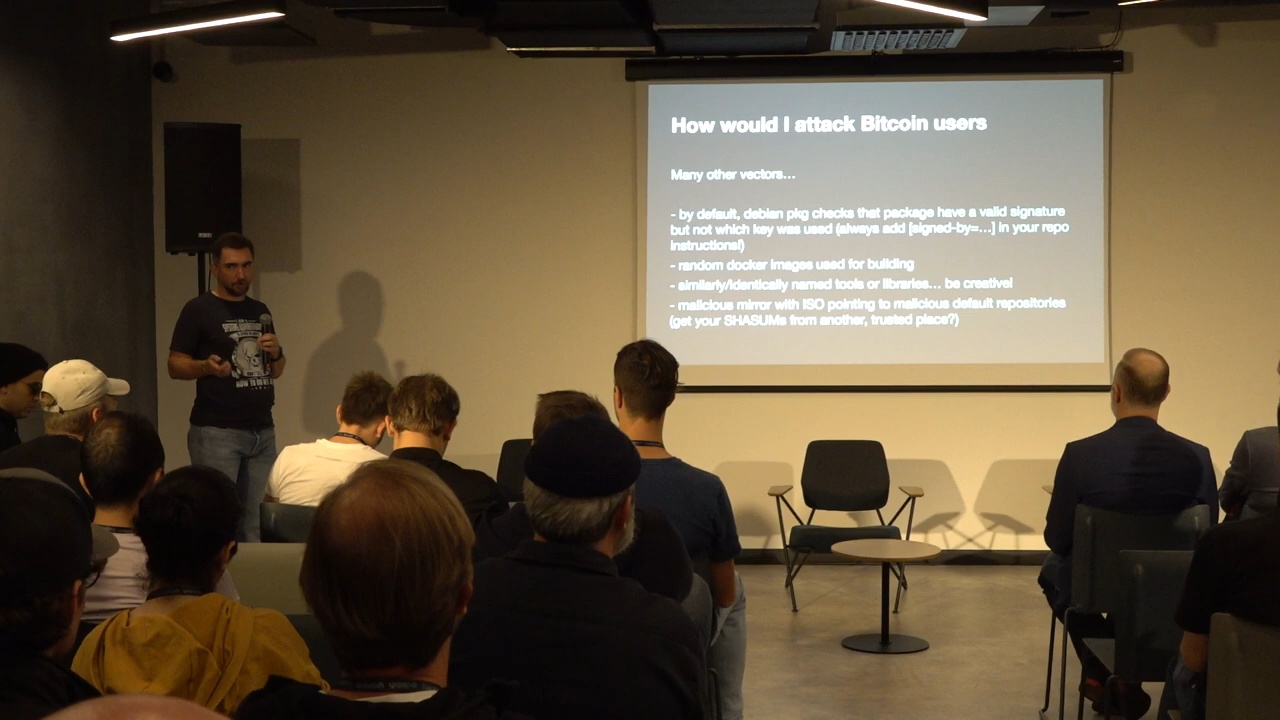 How would I attack Bitcoin users
Many other vectors...
- by default, debian pkg checks that package have a valid signature
but not which key was used (always add [signed-by=...] in your repo
instructions!)
- random docker images used for building
- similarly/identically named tools or libraries... be creative!
- malicious mirror with ISO pointing to malicious default repositories
(get your SHASUMs from another, trusted place?)